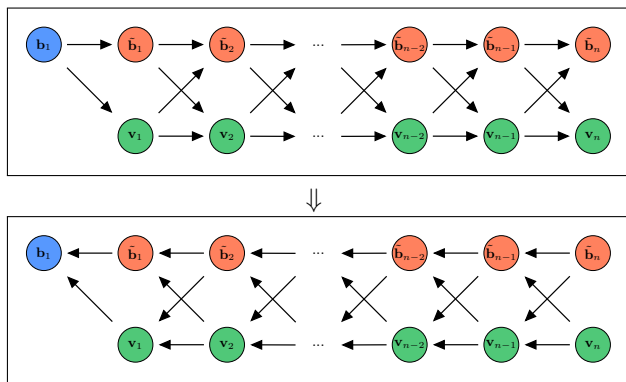 b₁ b̃₁ b̃₂ ... b̃ₙ₋₂ b̃ₙ₋₁ b̃ₙ
v₁ v₂ ... vₙ₋₂ vₙ₋₁ vₙ
⇓
b₁ b̃₁ b̃₂ ... b̃ₙ₋₂ b̃ₙ₋₁ b̃ₙ
v₁ v₂ ... vₙ₋₂ vₙ₋₁ vₙ